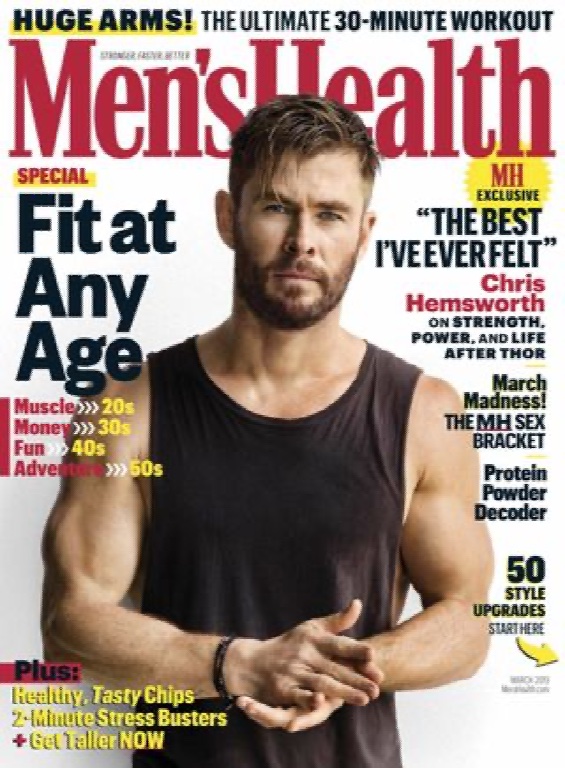 HUGE ARMS! THE ULTIMATE 30-MINUTE WORKOUT
STRONGER, FASTER, BETTER
Men's Health
SPECIAL
Fit at
Any
Age
Muscle >>> 20s
Money >>> 30s
Fun >>> 40s
Adventure >>> 50s
MH
EXCLUSIVE
“THE BEST
I'VE EVER FELT”
Chris
Hemsworth
ON STRENGTH,
POWER, AND LIFE
AFTER THOR
March
Madness!
THE MH SEX
BRACKET
Protein
Powder
Decoder
50
STYLE
UPGRADES
START HERE
MARCH 2019
MensHealth.com
Plus:
Healthy, Tasty Chips
2-Minute Stress Busters
+ Get Taller NOW